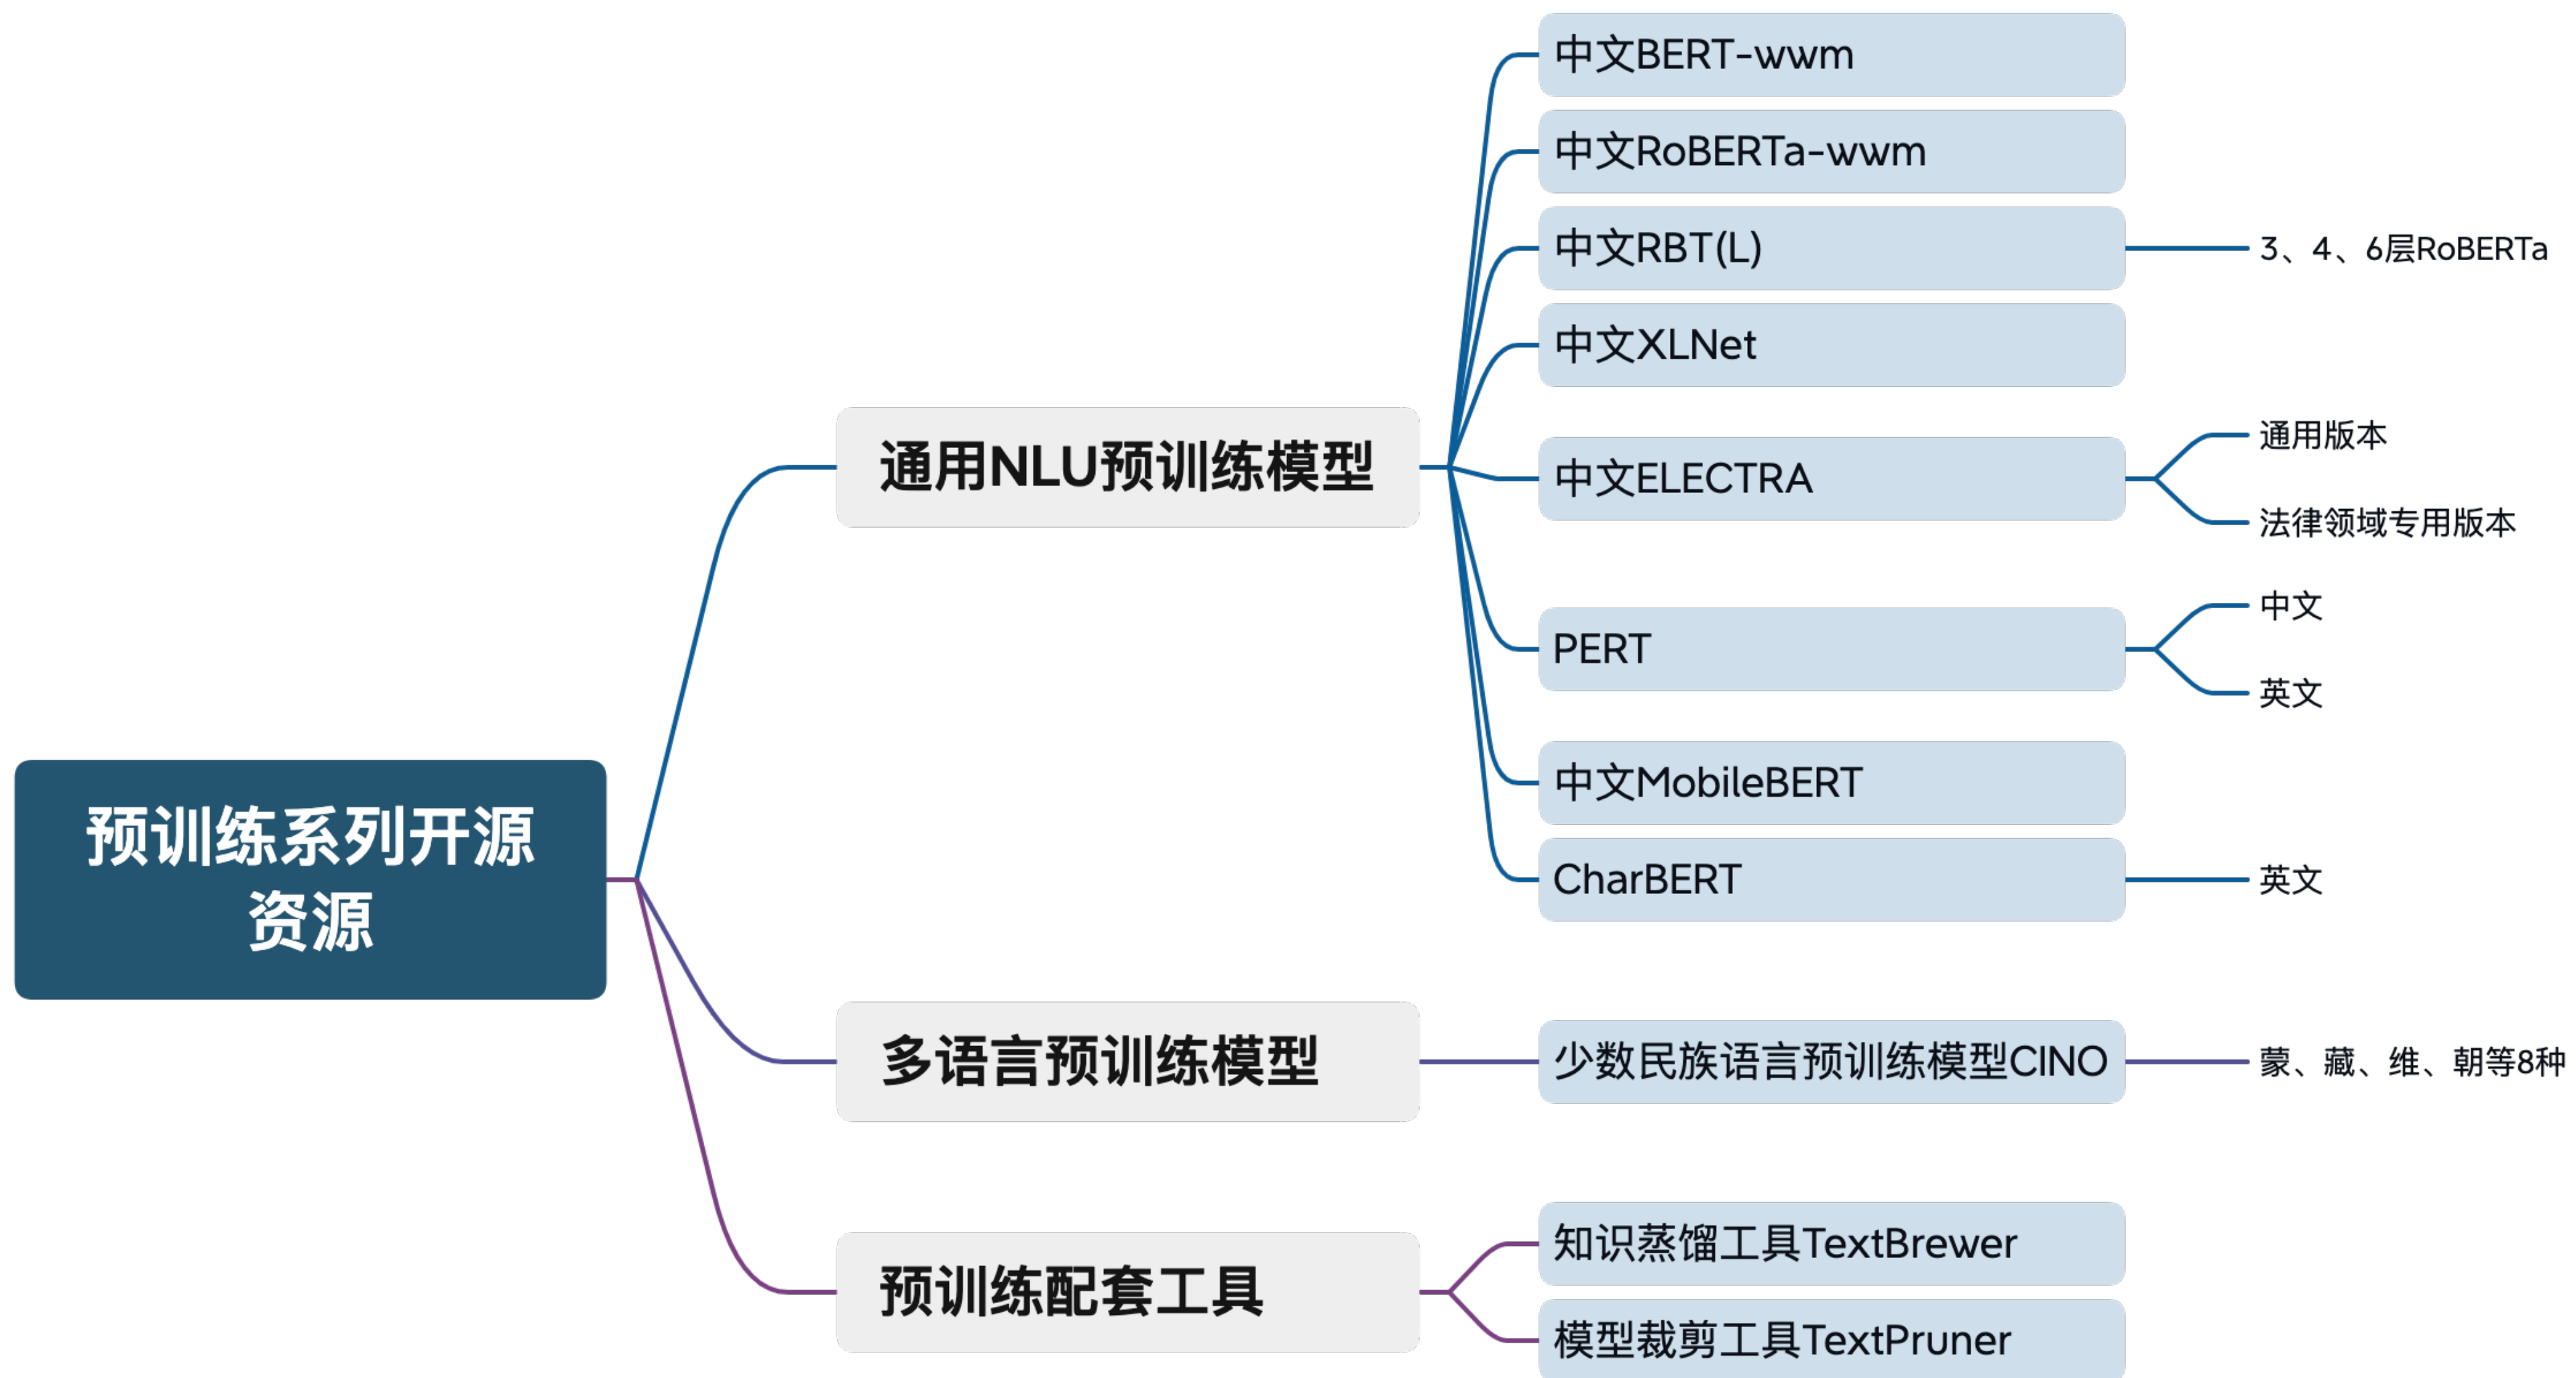 预训练系列开源
资源
通用NLU预训练模型
中文BERT-wwm
中文RoBERTa-wwm
中文RBT(L)
3、4、6层RoBERTa
中文XLNet
中文ELECTRA
通用版本
法律领域专用版本
PERT
中文
英文
中文MobileBERT
CharBERT
英文
多语言预训练模型
少数民族语言预训练模型CINO
蒙、藏、维、朝等8种
预训练配套工具
知识蒸馏工具TextBrewer
模型裁剪工具TextPruner